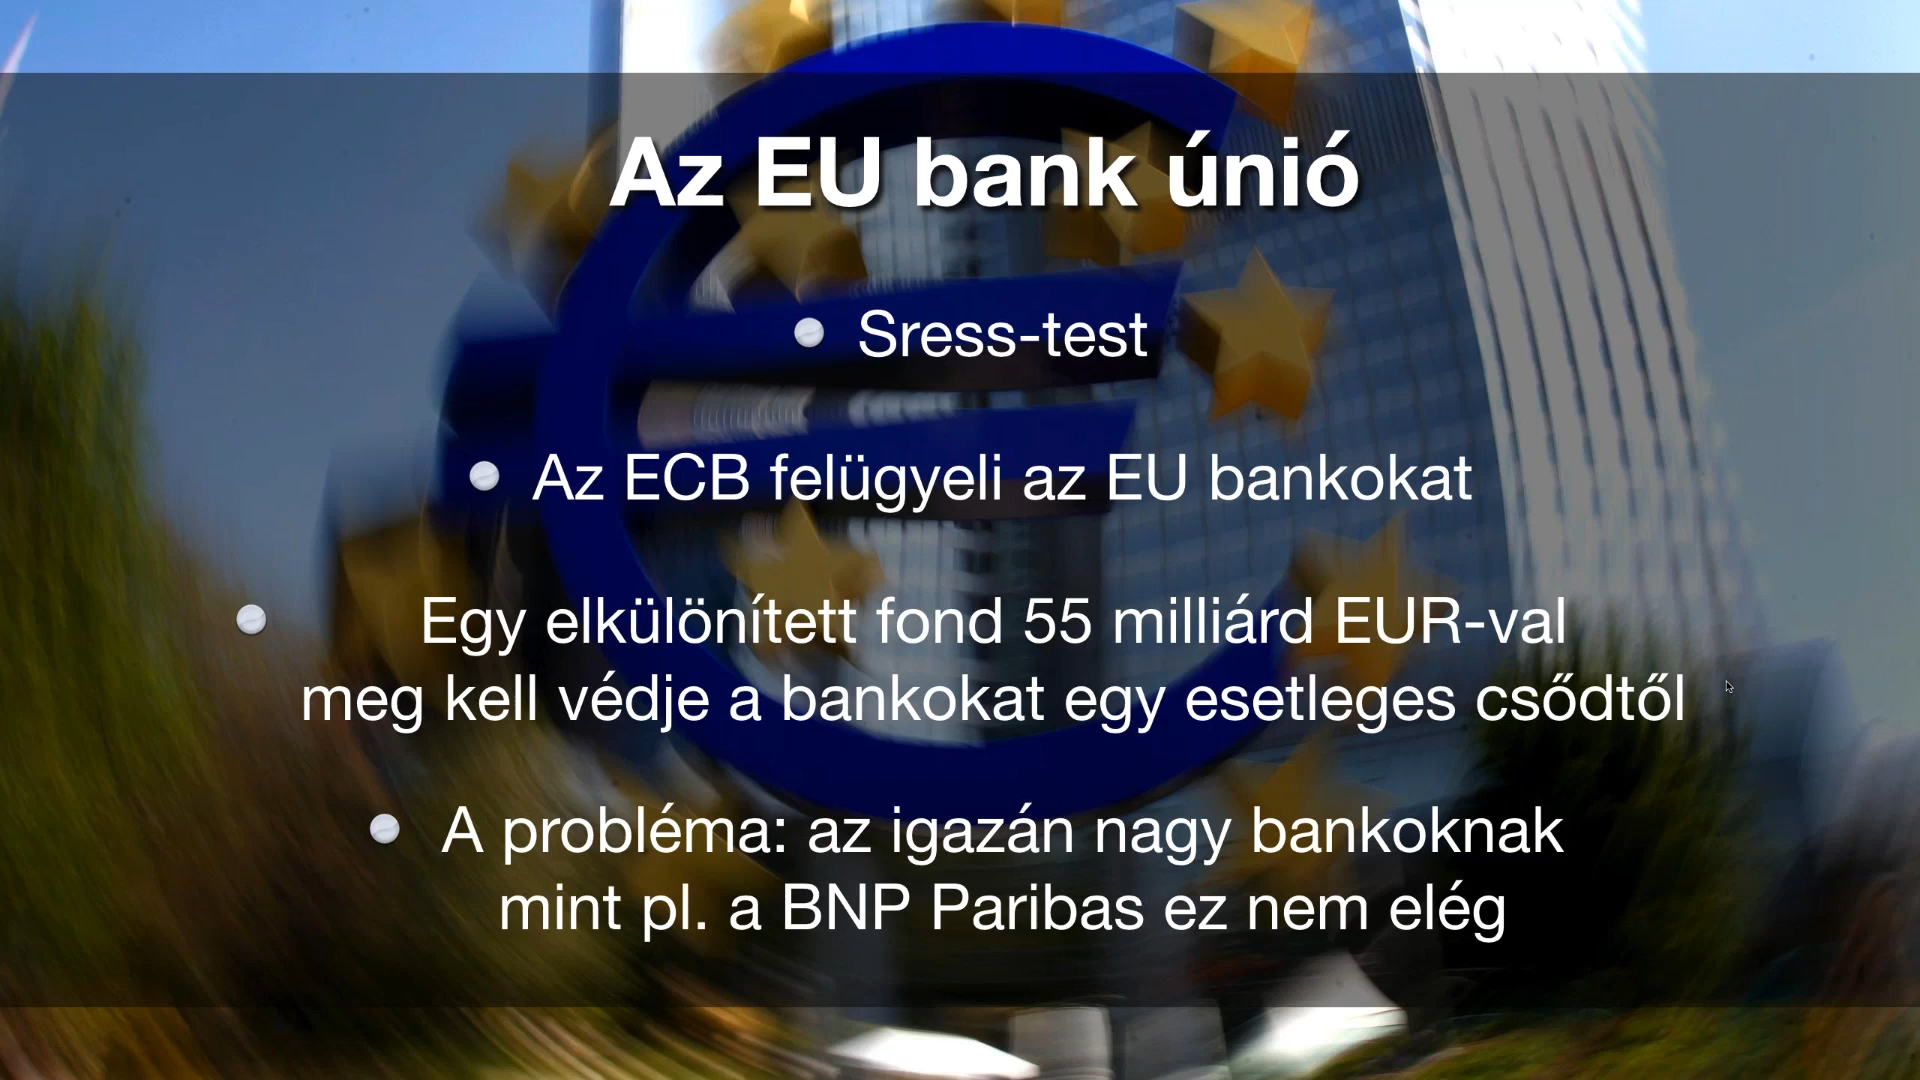 Az EU bank únió
Sress-test
Az ECB felügyeli az EU bankokat
Egy elkülönített fond 55 milliárd EUR-val
meg kell védje a bankokat egy esetleges csődtől
A probléma: az igazán nagy bankoknak
mint pl. a BNP Paribas ez nem elég